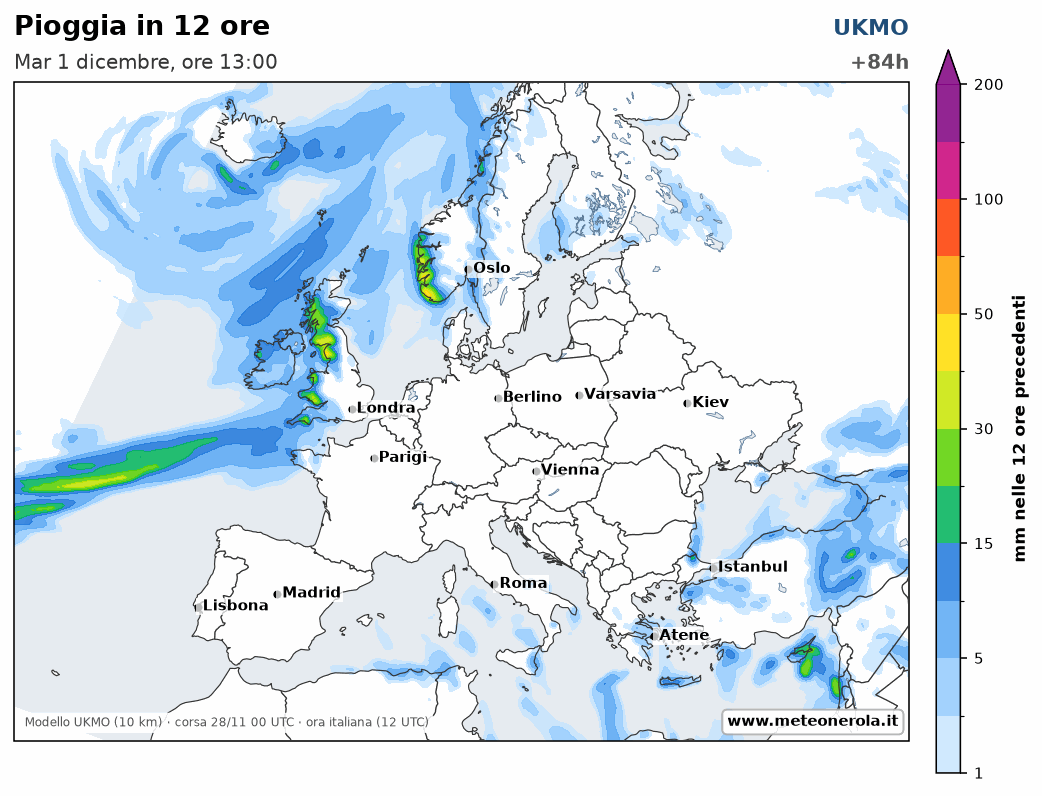 Pioggia in 12 ore
UKMO
Mar 1 dicembre, ore 13:00
+84h
200
100
50
30
15
5
1
mm nelle 12 ore precedenti
Oslo
Londra
Berlino
Varsavia
Kiev
Parigi
Vienna
Istanbul
Roma
Madrid
Lisbona
Atene
Modello UKMO (10 km) · corsa 28/11 00 UTC · ora italiana (12 UTC)
www.meteonerola.it